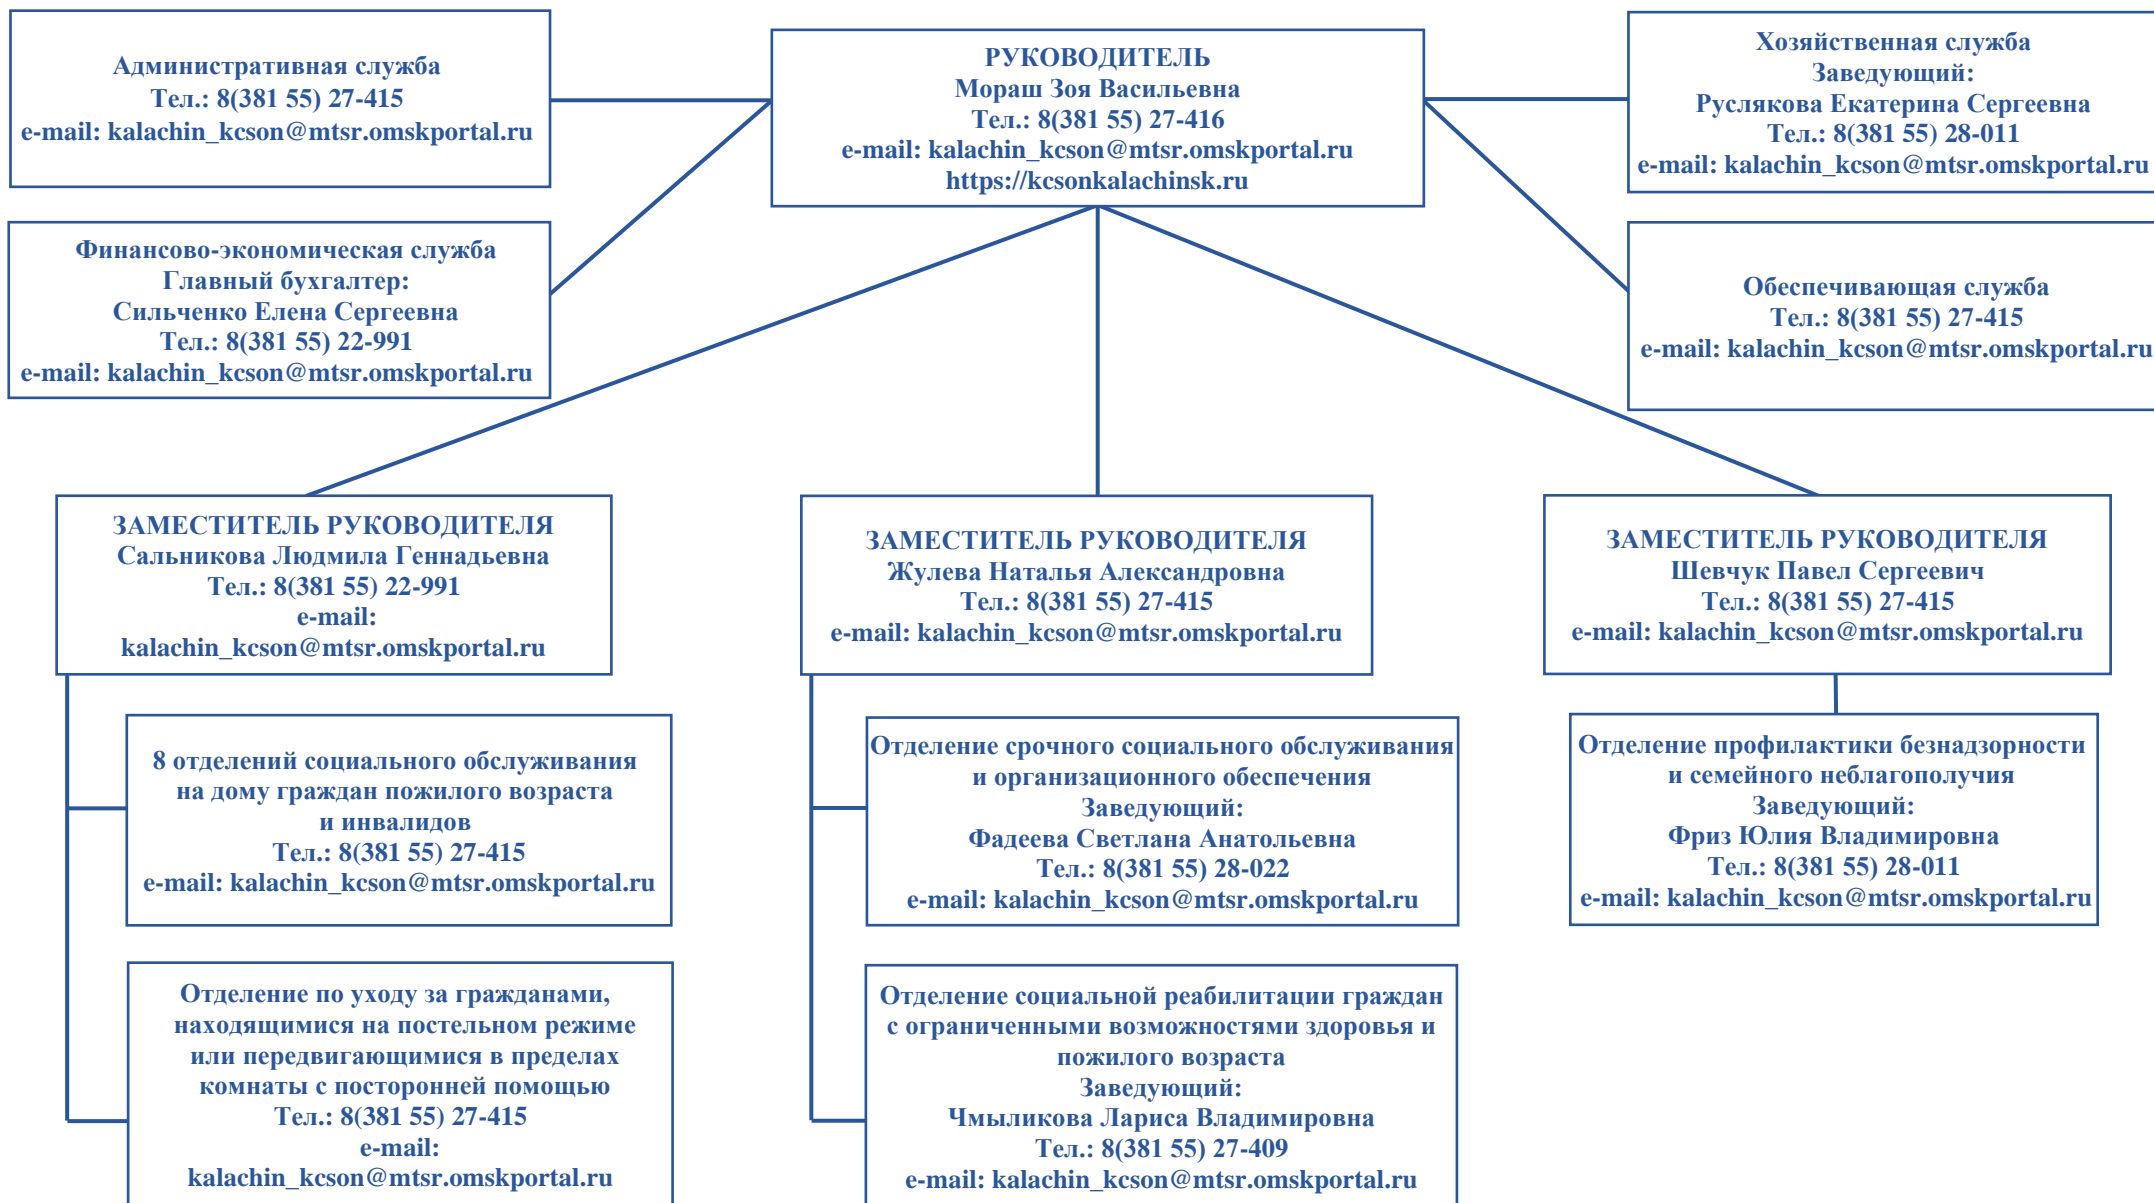 Административная служба
Тел.: 8(381 55) 27-415
e-mail: kalachin_kcson@mtsr.omskportal.ru
РУКОВОДИТЕЛЬ
Мораш Зоя Васильевна
Тел.: 8(381 55) 27-416
e-mail: kalachin_kcson@mtsr.omskportal.ru
https://kcsonkalachinsk.ru
Хозяйственная служба
Заведующий:
Руслякова Екатерина Сергеевна
Тел.: 8(381 55) 28-011
e-mail: kalachin_kcson@mtsr.omskportal.ru
Финансово-экономическая служба
Главный бухгалтер:
Сильченко Елена Сергеевна
Тел.: 8(381 55) 22-991
e-mail: kalachin_kcson@mtsr.omskportal.ru
Обеспечивающая служба
Тел.: 8(381 55) 27-415
e-mail: kalachin_kcson@mtsr.omskportal.ru
ЗАМЕСТИТЕЛЬ РУКОВОДИТЕЛЯ
Сальникова Людмила Геннадьевна
Тел.: 8(381 55) 22-991
e-mail:
kalachin_kcson@mtsr.omskportal.ru
ЗАМЕСТИТЕЛЬ РУКОВОДИТЕЛЯ
Жулева Наталья Александровна
Тел.: 8(381 55) 27-415
e-mail: kalachin_kcson@mtsr.omskportal.ru
ЗАМЕСТИТЕЛЬ РУКОВОДИТЕЛЯ
Шевчук Павел Сергеевич
Тел.: 8(381 55) 27-415
e-mail: kalachin_kcson@mtsr.omskportal.ru
8 отделений социального обслуживания
на дому граждан пожилого возраста
и инвалидов
Тел.: 8(381 55) 27-415
e-mail: kalachin_kcson@mtsr.omskportal.ru
Отделение срочного социального обслуживания
и организационного обеспечения
Заведующий:
Фадеева Светлана Анатольевна
Тел.: 8(381 55) 28-022
e-mail: kalachin_kcson@mtsr.omskportal.ru
Отделение профилактики безнадзорности
и семейного неблагополучия
Заведующий:
Фриз Юлия Владимировна
Тел.: 8(381 55) 28-011
e-mail: kalachin_kcson@mtsr.omskportal.ru
Отделение по уходу за гражданами,
находящимися на постельном режиме
или передвигающимися в пределах
комнаты с посторонней помощью
Тел.: 8(381 55) 27-415
e-mail:
kalachin_kcson@mtsr.omskportal.ru
Отделение социальной реабилитации граждан
с ограниченными возможностями здоровья и
пожилого возраста
Заведующий:
Чмыликова Лариса Владимировна
Тел.: 8(381 55) 27-409
e-mail: kalachin_kcson@mtsr.omskportal.ru